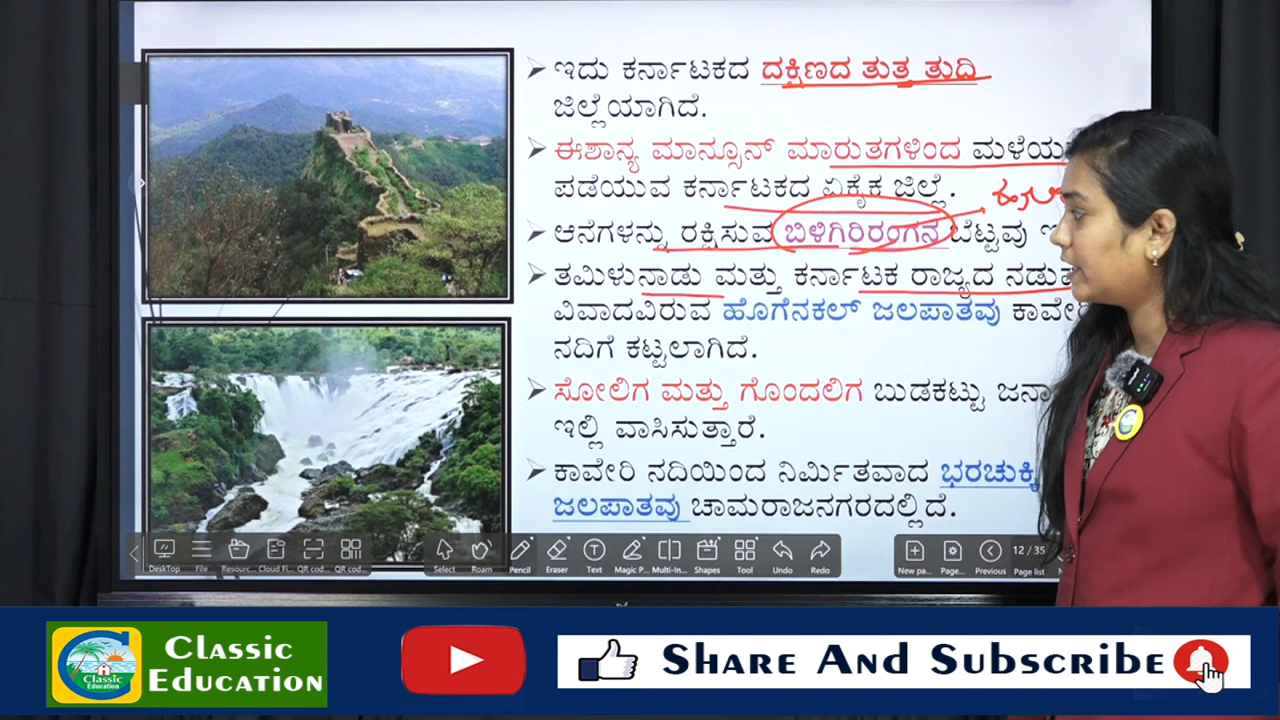 ಇದು ಕರ್ನಾಟಕದ ದಕ್ಷಿಣದ ತುತ್ತ ತುದಿ
ಜಿಲ್ಲೆಯಾಗಿದೆ.
ಈಶಾನ್ಯ ಮಾನ್ಸೂನ್ ಮಾರುತಗಳಿಂದ
ಪಡೆಯುವ ಕರ್ನಾಟಕದ ಏಕೈಕ ಜಿಲ್ಲೆ.
ಆನೆಗಳನ್ನು ರಕ್ಷಿಸುವ ಬಿಳಿಗಿರಿರಂಗನ ಬೆಟ್ಟವು
ತಮಿಳುನಾಡು ಮತ್ತು ಕರ್ನಾಟಕ ರಾಜ್ಯದ
ವಿವಾದವಿರುವ ಹೊಗೆನಕಲ್ ಜಲಪಾತವು
ನದಿಗೆ ಕಟ್ಟಲಾಗಿದೆ.
ಸೋಲಿಗ ಮತ್ತು ಗೊಂದಲಿಗ ಬುಡಕಟ್ಟು
ಇಲ್ಲಿ ವಾಸಿಸುತ್ತಾರೆ.
ಕಾವೇರಿ ನದಿಯಿಂದ ನಿರ್ಮಿತವಾದ ಭರಚುಕ್ಕಿ
ಜಲಪಾತವು ಚಾಮರಾಜನಗರದಲ್ಲಿದೆ.
DeskTop File Resourc... Cloud Fi... QR cod... QR cod... Select Roam Pencil Eraser Text Magic P... Multi-In... Shapes Tool Undo Redo New pa... Page... Previous 12 / 35 Page list
Classic Education
Classic
Education
Share And Subscribe